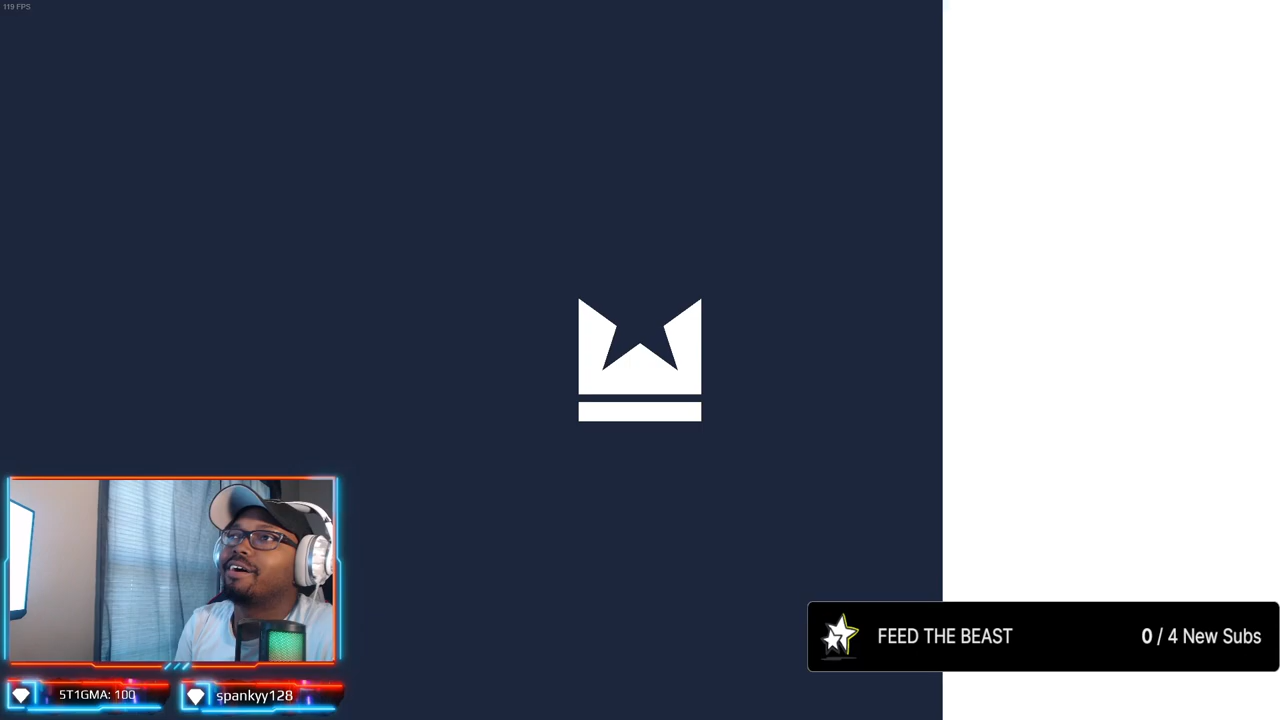 119 FPS
FEED THE BEAST
0 / 4 New Subs
5T1GMA: 100
spankyy128